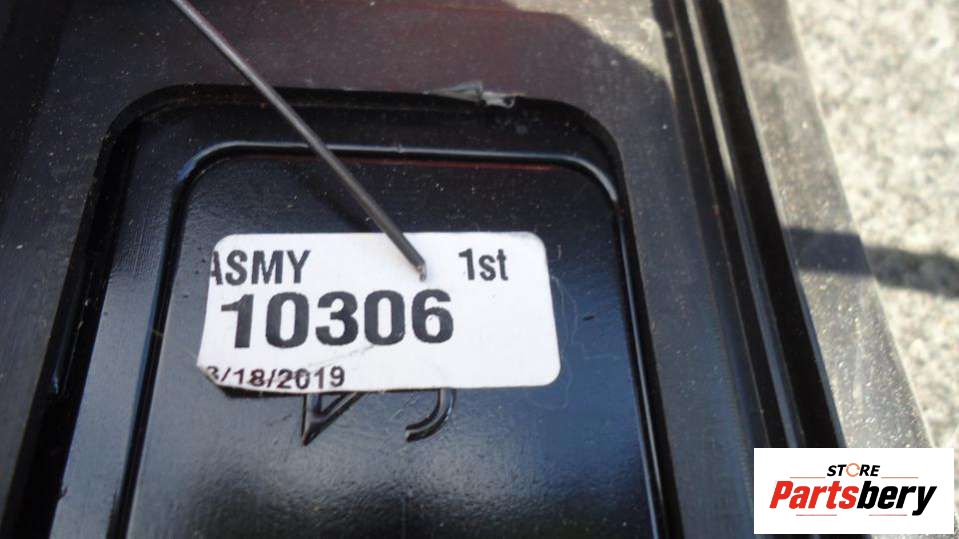 ASMY 1st
10306
3/18/2019
STORE
Partsbery